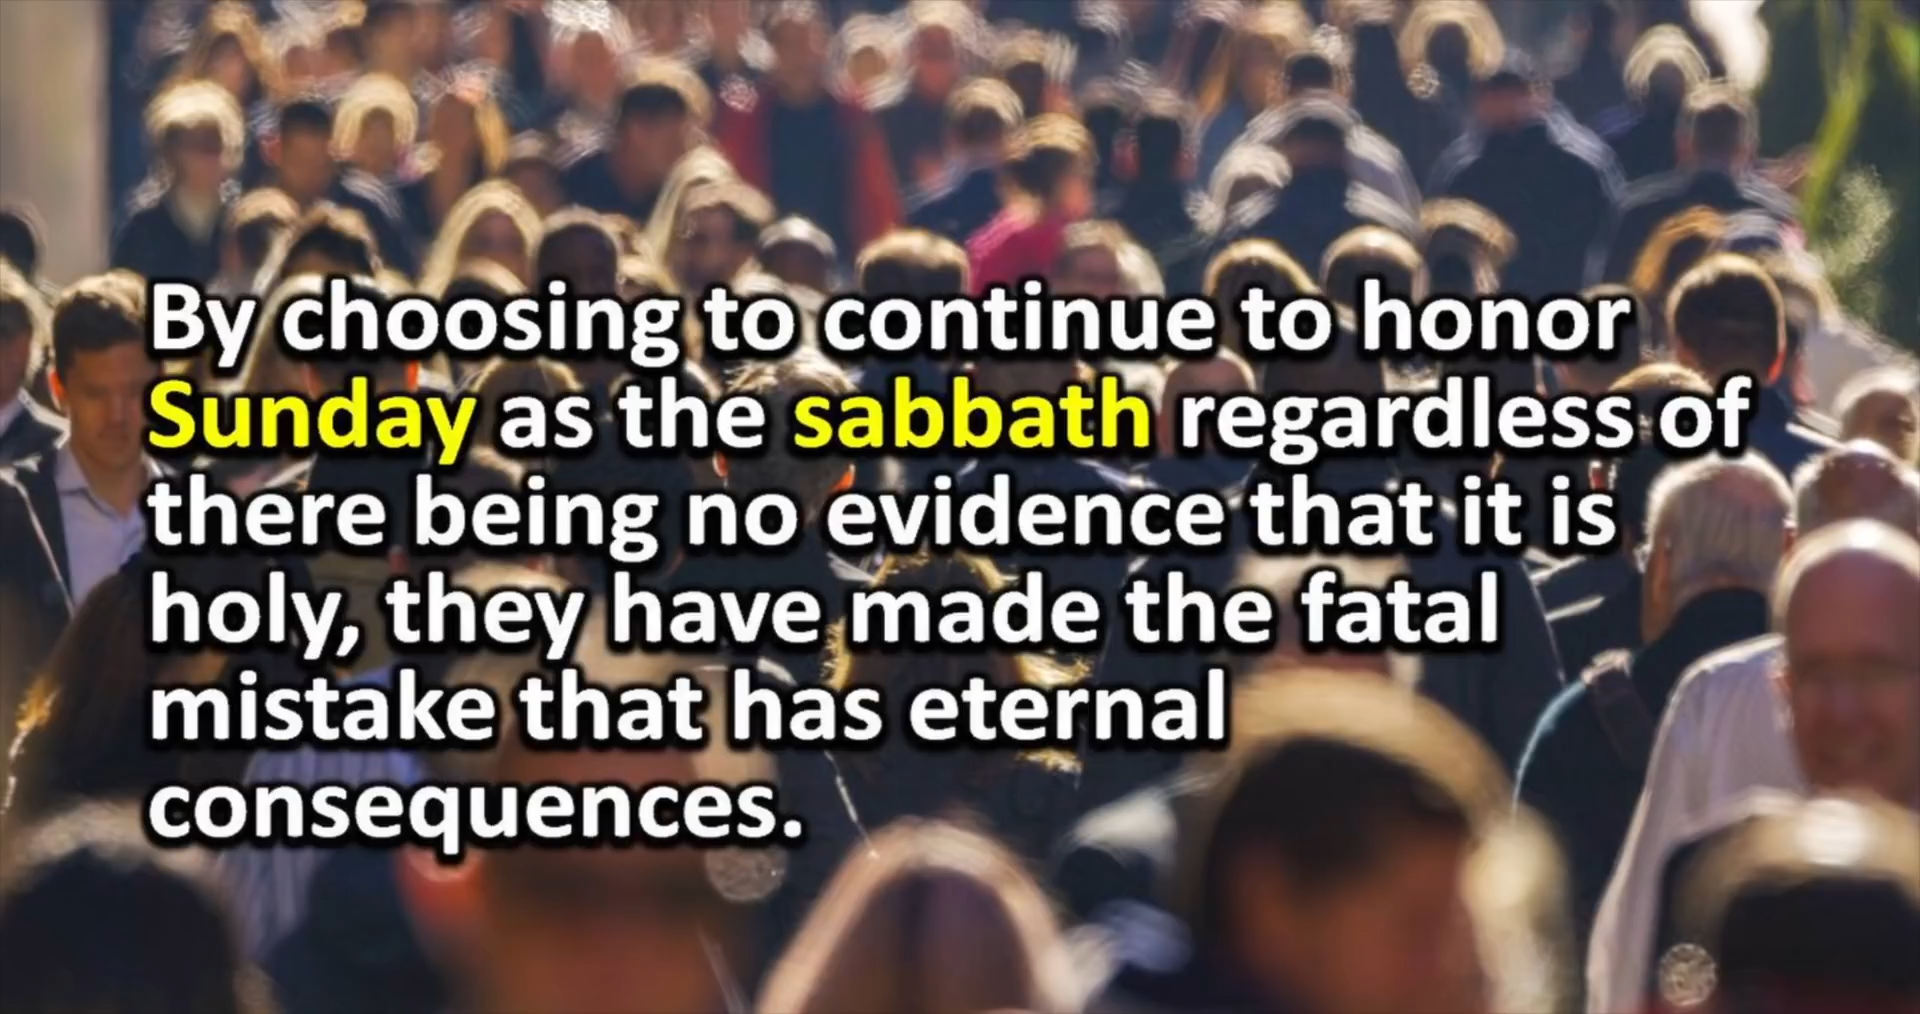 By choosing to continue to honor
Sunday as the sabbath regardless of
there being no evidence that it is
holy, they have made the fatal
mistake that has eternal
consequences.